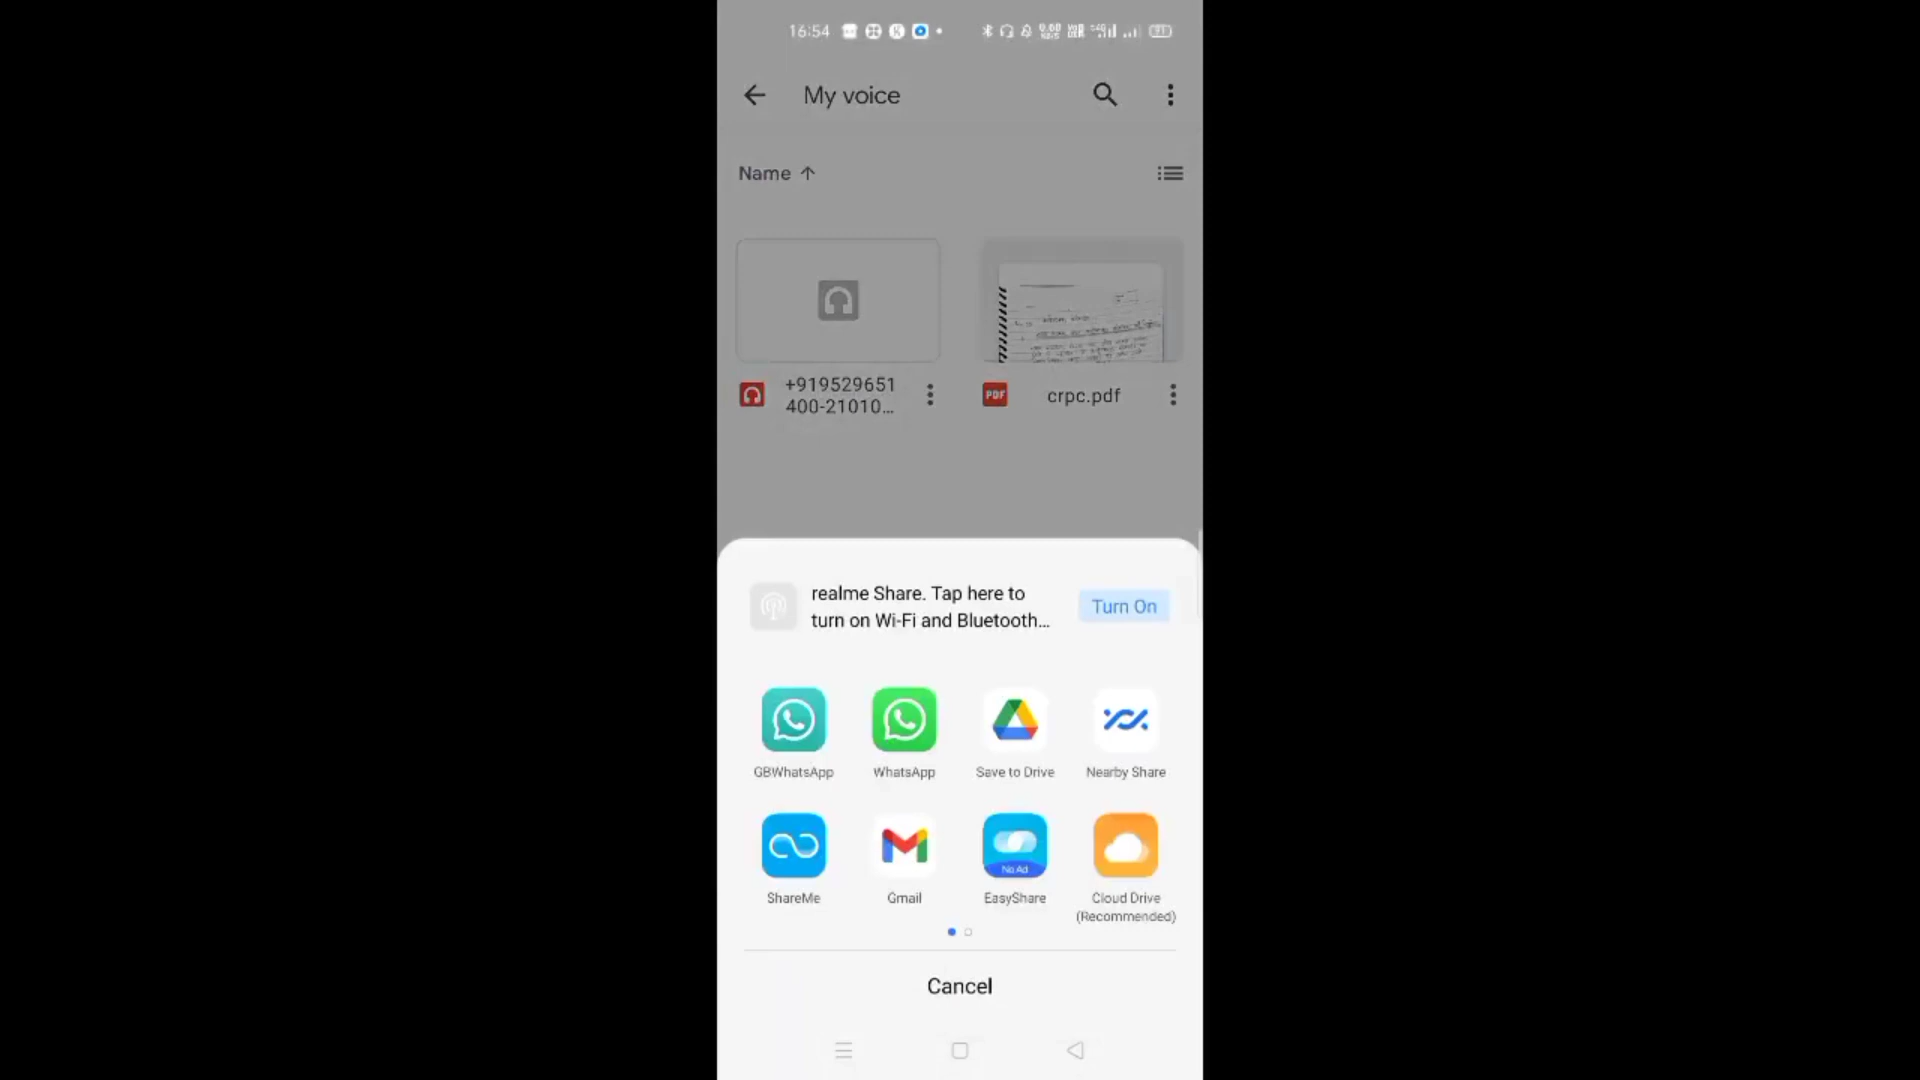 16:54
My voice
Name ↑
+919529651
400-21010...
PDF
crpc.pdf
realme Share. Tap here to
turn on Wi-Fi and Bluetooth...
Turn On
GBWhatsApp
WhatsApp
Save to Drive
Nearby Share
ShareMe
Gmail
No Ad
EasyShare
Cloud Drive
(Recommended)
Cancel